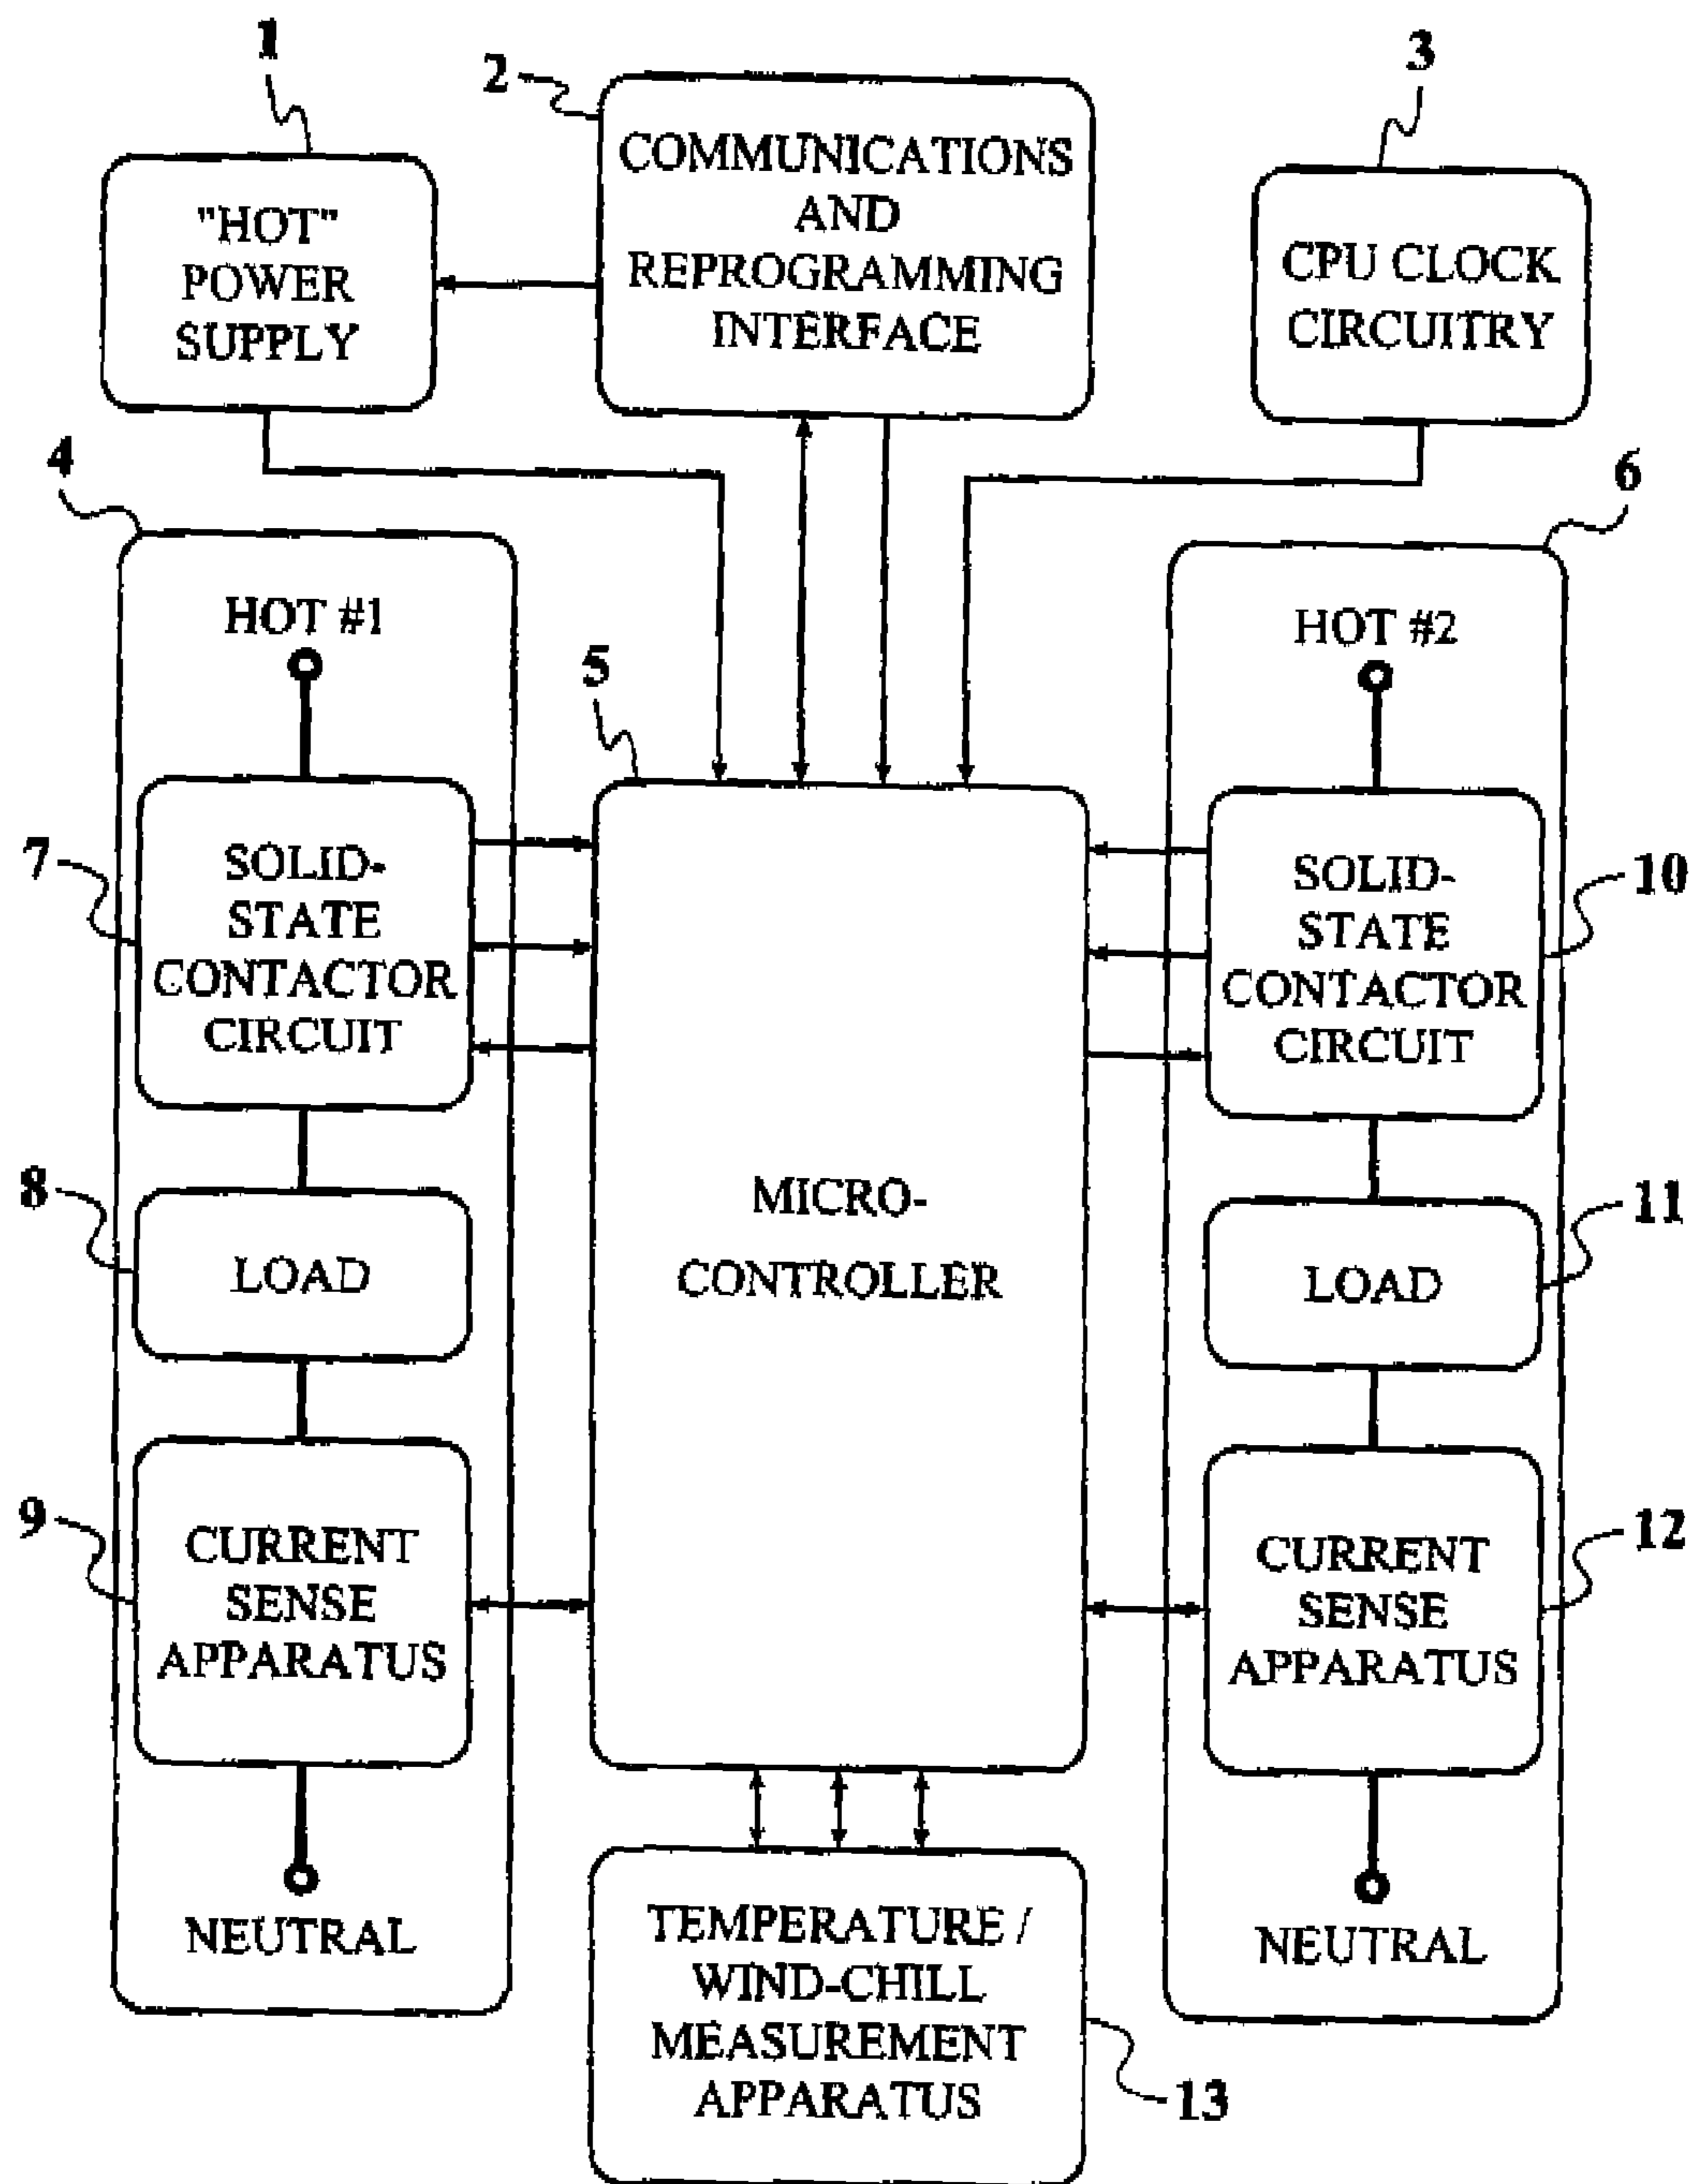 1
2
3
"HOT"
POWER
SUPPLY
COMMUNICATIONS
AND
REPROGRAMMING
INTERFACE
CPU CLOCK
CIRCUITRY
4
6
HOT #1
HOT #2
5
7
SOLID-
STATE
CONTACTOR
CIRCUIT
10
SOLID-
STATE
CONTACTOR
CIRCUIT
MICRO-
CONTROLLER
8
LOAD
11
LOAD
9
CURRENT
SENSE
APPARATUS
12
CURRENT
SENSE
APPARATUS
NEUTRAL
NEUTRAL
TEMPERATURE /
WIND-CHILL
MEASUREMENT
APPARATUS
13